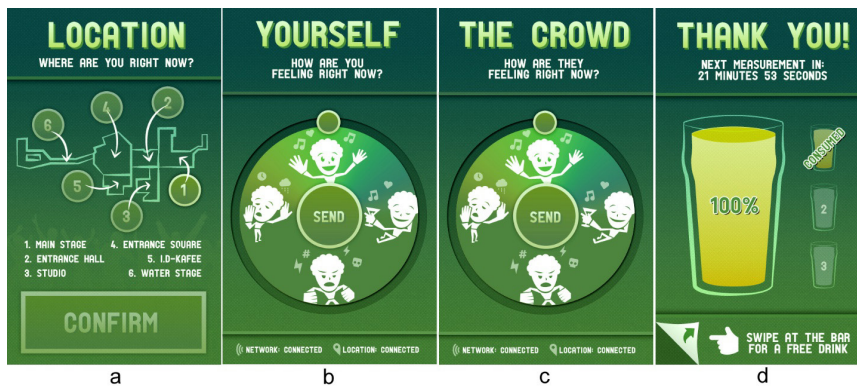 LOCATION
WHERE ARE YOU RIGHT NOW?
4
2
6
5
3
1
1. MAIN STAGE
2. ENTRANCE HALL
3. STUDIO
4. ENTRANCE SQUARE
5. I.D-KAFEE
6. WATER STAGE
CONFIRM
a
YOURSELF
HOW ARE YOU
FEELING RIGHT NOW?
#
SEND
NETWORK: CONNECTED
LOCATION: CONNECTED
b
THE CROWD
HOW ARE THEY
FEELING RIGHT NOW?
SEND
#
NETWORK: CONNECTED
LOCATION: CONNECTED
c
THANK YOU!
NEXT MEASUREMENT IN:
21 MINUTES 53 SECONDS
CONSUMED
100%
2
3
SWIPE AT THE BAR
FOR A FREE DRINK
d